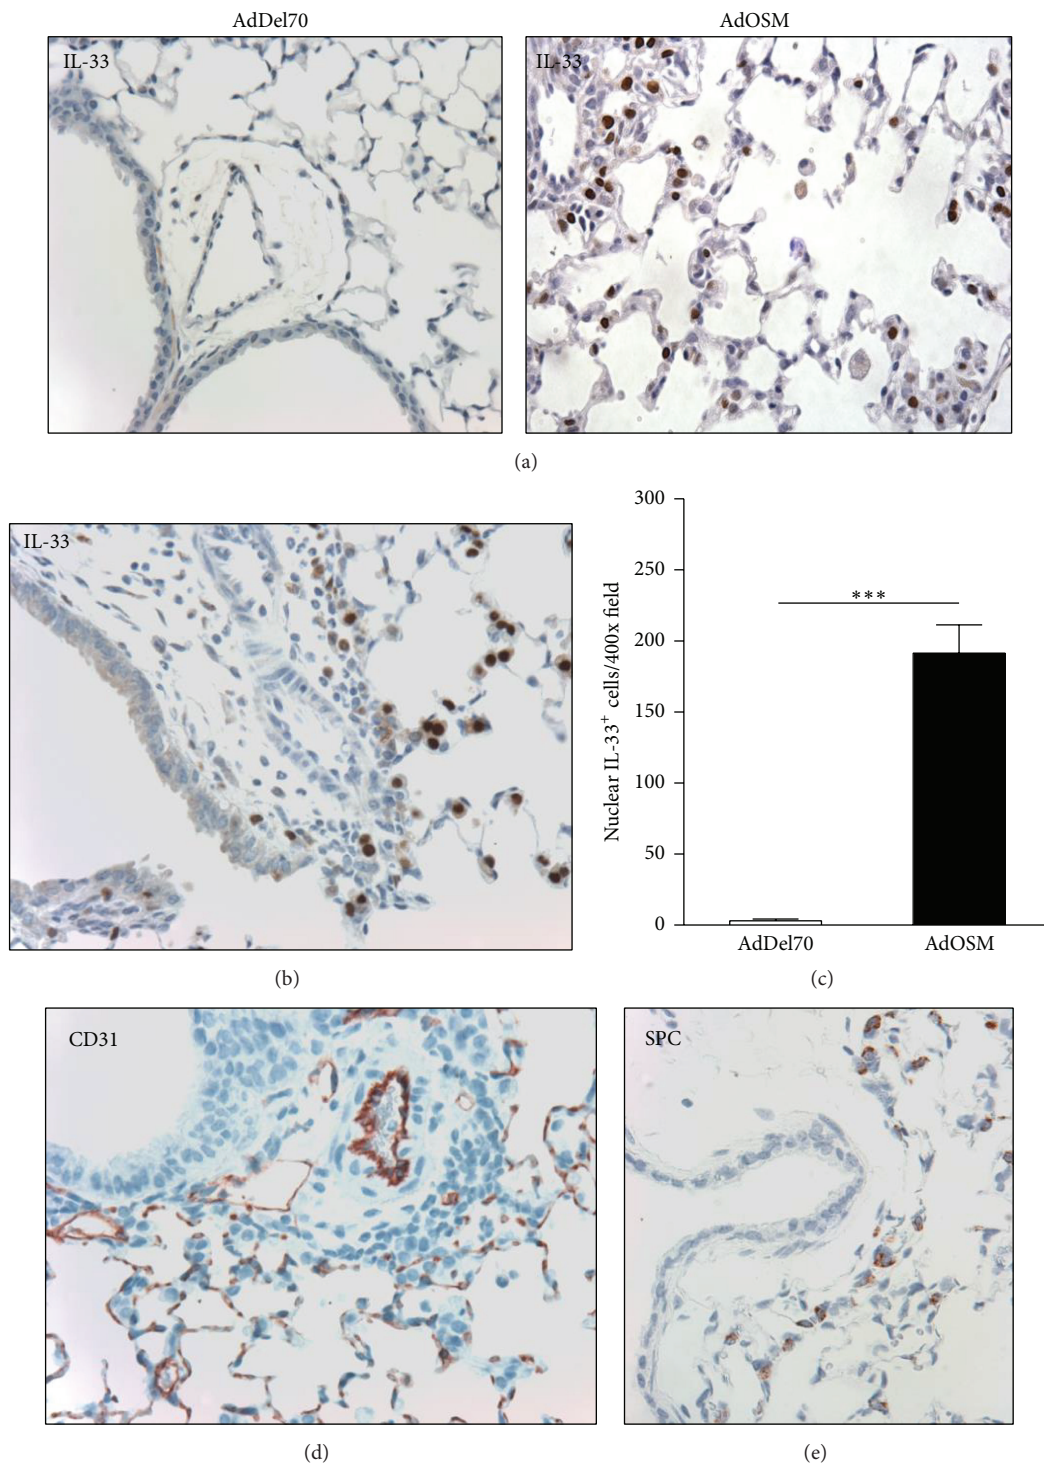 AdDel70
AdOSM
IL-33
IL-33
(a)
IL-33
(b)
300
250
200
150
100
50
0
Nuclear IL-33⁺ cells/400x field
***
AdDel70
AdOSM
(c)
CD31
(d)
SPC
(e)